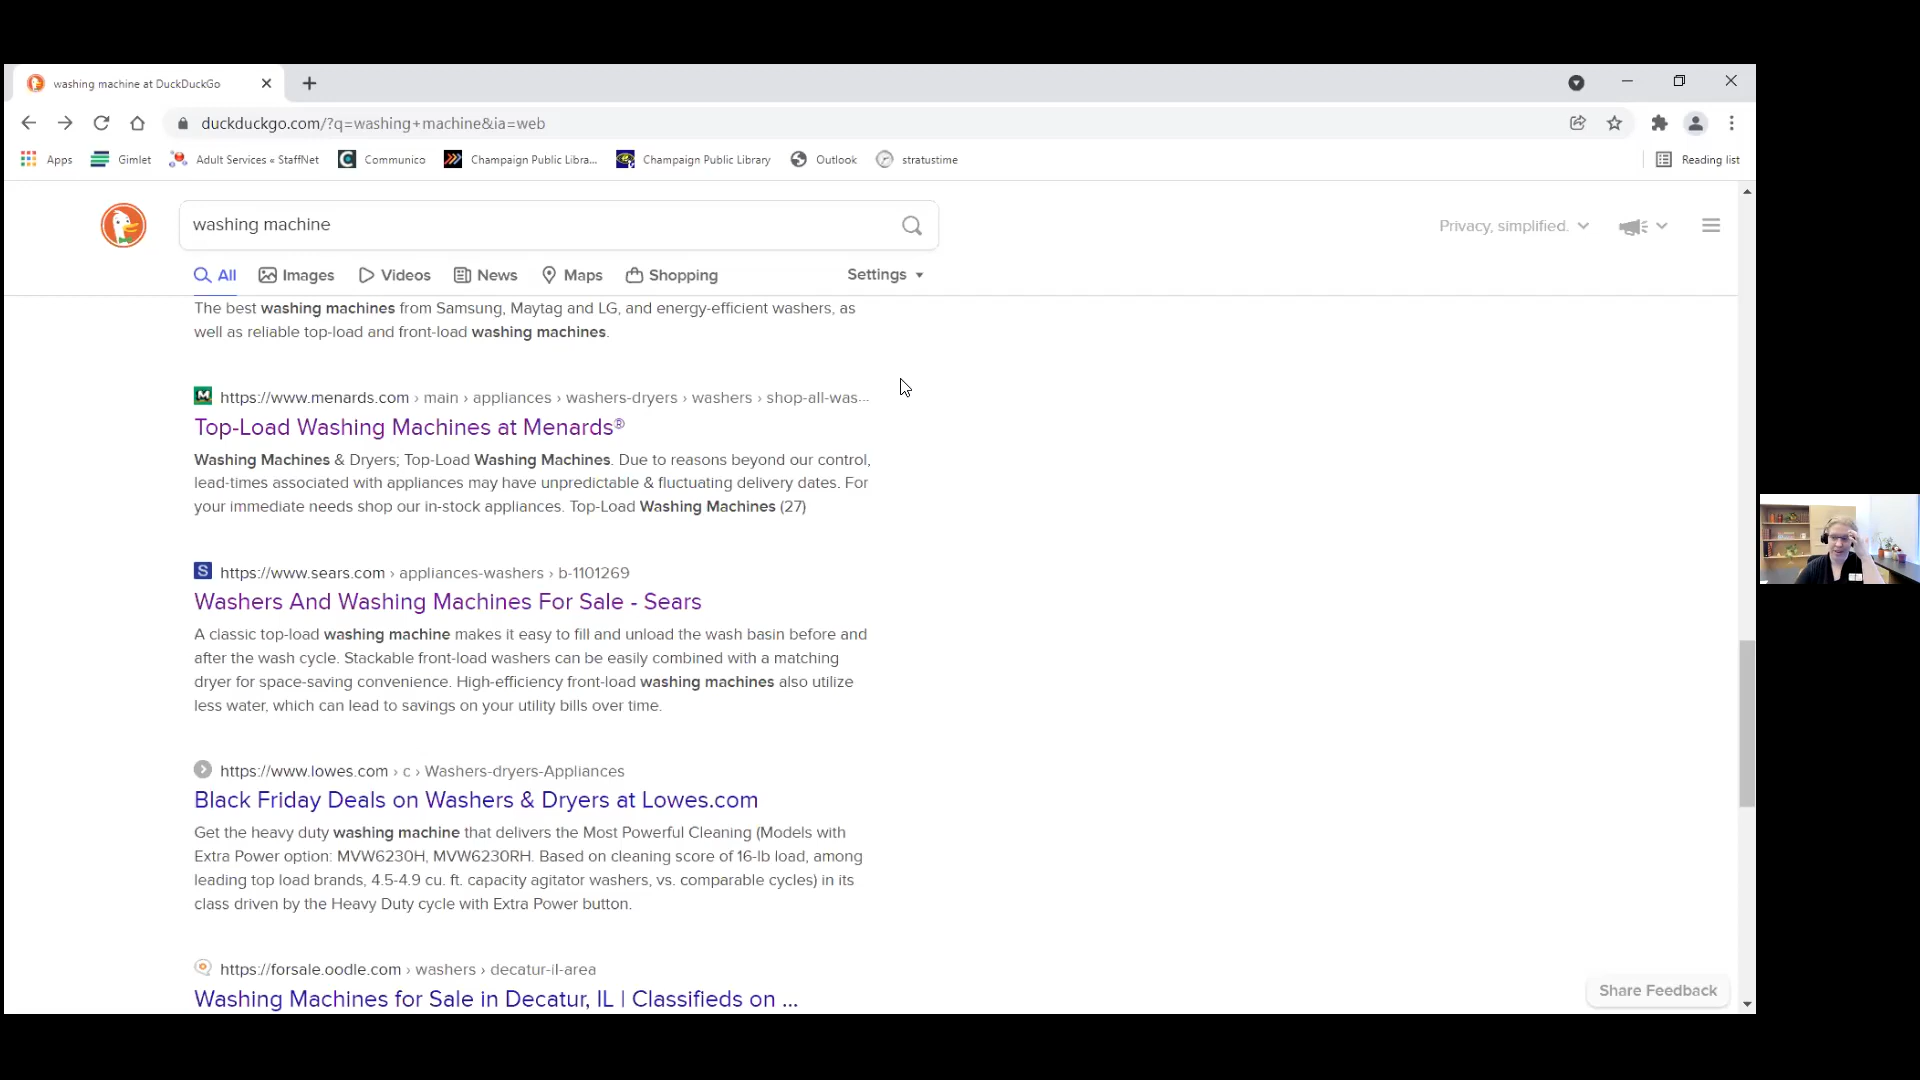 washing machine at DuckDuckGo
duckduckgo.com/?q=washing+machine&ia=web
Apps Gimlet Adult Services « StaffNet Communico Champaign Public Libra... Champaign Public Library Outlook stratustime Reading list
washing machine
Privacy, simplified.
All Images Videos News Maps Shopping Settings
The best washing machines from Samsung, Maytag and LG, and energy-efficient washers, as
well as reliable top-load and front-load washing machines.
https://www.menards.com › main › appliances › washers-dryers › washers › shop-all-was...
Top-Load Washing Machines at Menards®
Washing Machines & Dryers; Top-Load Washing Machines. Due to reasons beyond our control,
lead-times associated with appliances may have unpredictable & fluctuating delivery dates. For
your immediate needs shop our in-stock appliances. Top-Load Washing Machines (27)
S https://www.sears.com › appliances-washers › b-1101269
Washers And Washing Machines For Sale - Sears
A classic top-load washing machine makes it easy to fill and unload the wash basin before and
after the wash cycle. Stackable front-load washers can be easily combined with a matching
dryer for space-saving convenience. High-efficiency front-load washing machines also utilize
less water, which can lead to savings on your utility bills over time.
https://www.lowes.com › c › Washers-dryers-Appliances
Black Friday Deals on Washers & Dryers at Lowes.com
Get the heavy duty washing machine that delivers the Most Powerful Cleaning (Models with
Extra Power option: MVW6230H, MVW6230RH. Based on cleaning score of 16-lb load, among
leading top load brands, 4.5-4.9 cu. ft. capacity agitator washers, vs. comparable cycles) in its
class driven by the Heavy Duty cycle with Extra Power button.
https://forsale.oodle.com › washers › decatur-il-area
Washing Machines for Sale in Decatur, IL | Classifieds on ...
Share Feedback